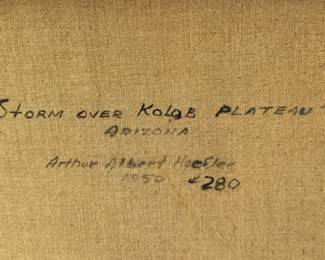 STORM OVER KOLOB PLATEAU
ARIZONA
Arthur Albert
1950 #280